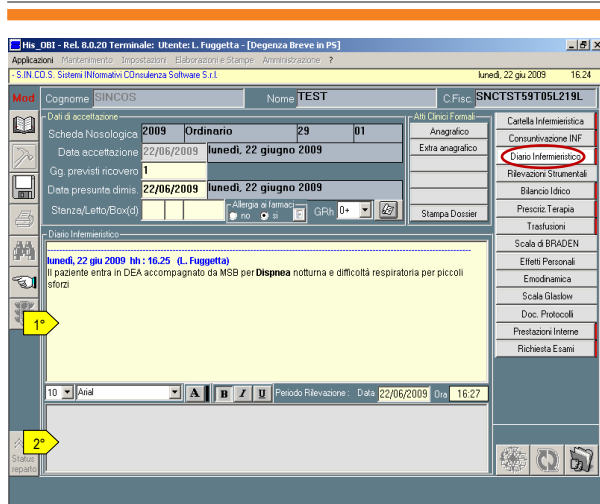 His_OBI - Rel. 8.0.20 Terminale: Utente: L. Fuggetta - [Degenza Breve in PS]
Applicazioni Mantenimento Impostazioni Elaborazioni e Stampe Amministrazione ?
- S.IN.CO.S. Sistemi INformativi COnsulenza Software S.r.l. lunedì, 22 giu 2009 16.24
Mod Cognome SINCOS Nome TEST C.Fisc. SNCTST59T05L219L
Dati di accettazione
Scheda Nosologica 2009 Ordinario 29 01
Data accettazione 22/06/2009 lunedì, 22 giugno 2009
Gg. previsti ricovero 1
Data presunta dimis. 22/06/2009 lunedì, 22 giugno 2009
Stanza/Letto/Box(d) Allergia ai farmaci no si GRh 0+
Atti Clinici Formali
Anagrafico
Extra anagrafico
Stampa Dossier
Cartella Infermieristica
Consuntivazione INF
Diario Infermieristico
Rilevazioni Strumentali
Bilancio Idrico
Prescriz.Terapia
Trasfusioni
Scala di BRADEN
Effetti Personali
Emodinamica
Scala Glaslow
Doc. Protocolli
Prestazioni Interne
Richiesta Esami
Diario Infermieristico
lunedì, 22 giu 2009 hh : 16.25 (L. Fuggetta)
Il paziente entra in DEA accompagnato da MSB per Dispnea notturna e difficoltà respiratoria per piccoli
sforzi
1°
10 Arial A B I U Periodo Rilevazione : Data 22/06/2009 Ora 16:27
2°
Status
reparto